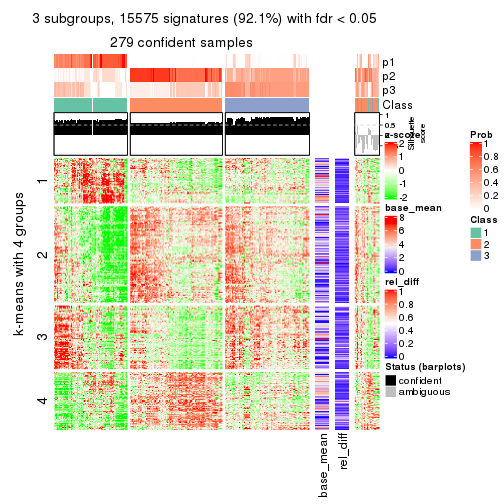 3 subgroups, 15575 signatures (92.1%) with fdr < 0.05
279 confident samples
p1
p2
p3
Class
1
0.5
0
Silhouette
score
z-score
2
1
0
-1
-2
base_mean
8
6
4
2
0
rel_diff
1
0.8
0.6
0.4
0.2
0
Status (barplots)
confident
ambiguous
Prob
1
0.8
0.6
0.4
0.2
0
Class
1
2
3
k-means with 4 groups
1
2
3
4
base_mean
rel_diff